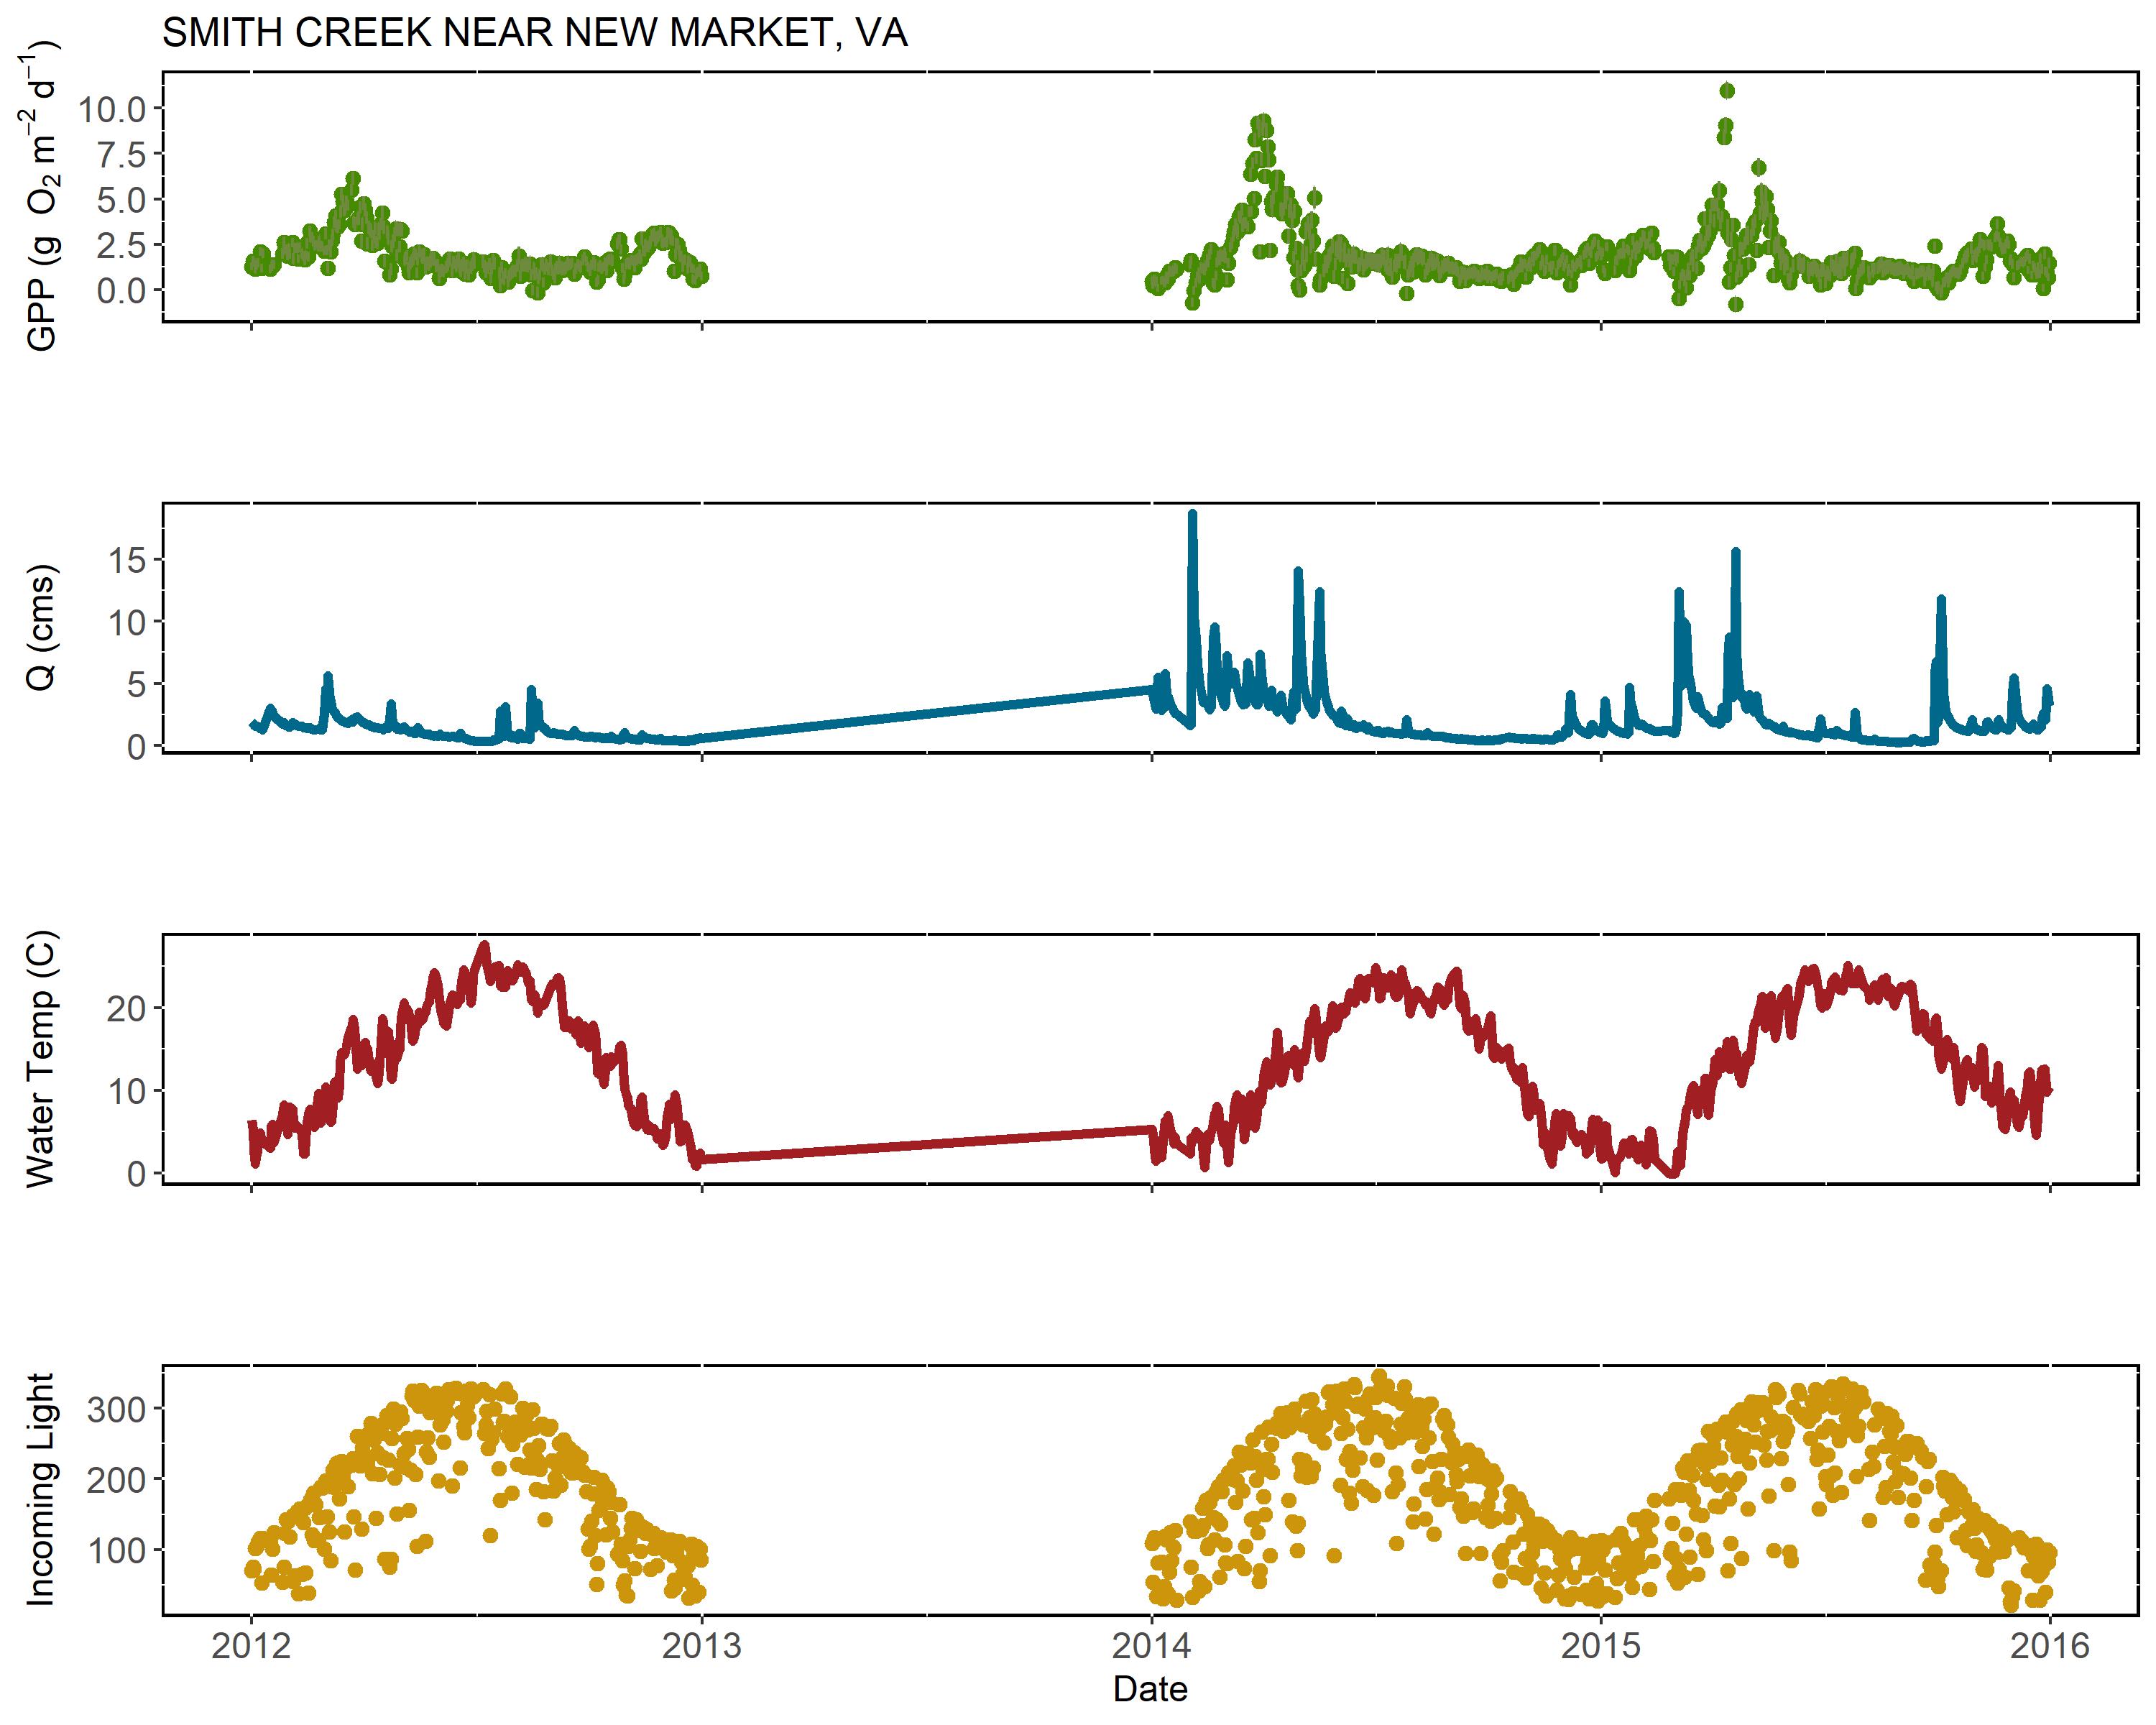 SMITH CREEK NEAR NEW MARKET, VA
GPP (g O₂ m⁻² d⁻¹)
10.0
7.5
5.0
2.5
0.0
Q (cms)
15
10
5
0
Water Temp (C)
20
10
0
Incoming Light
300
200
100
2012 2013 2014 2015 2016
Date